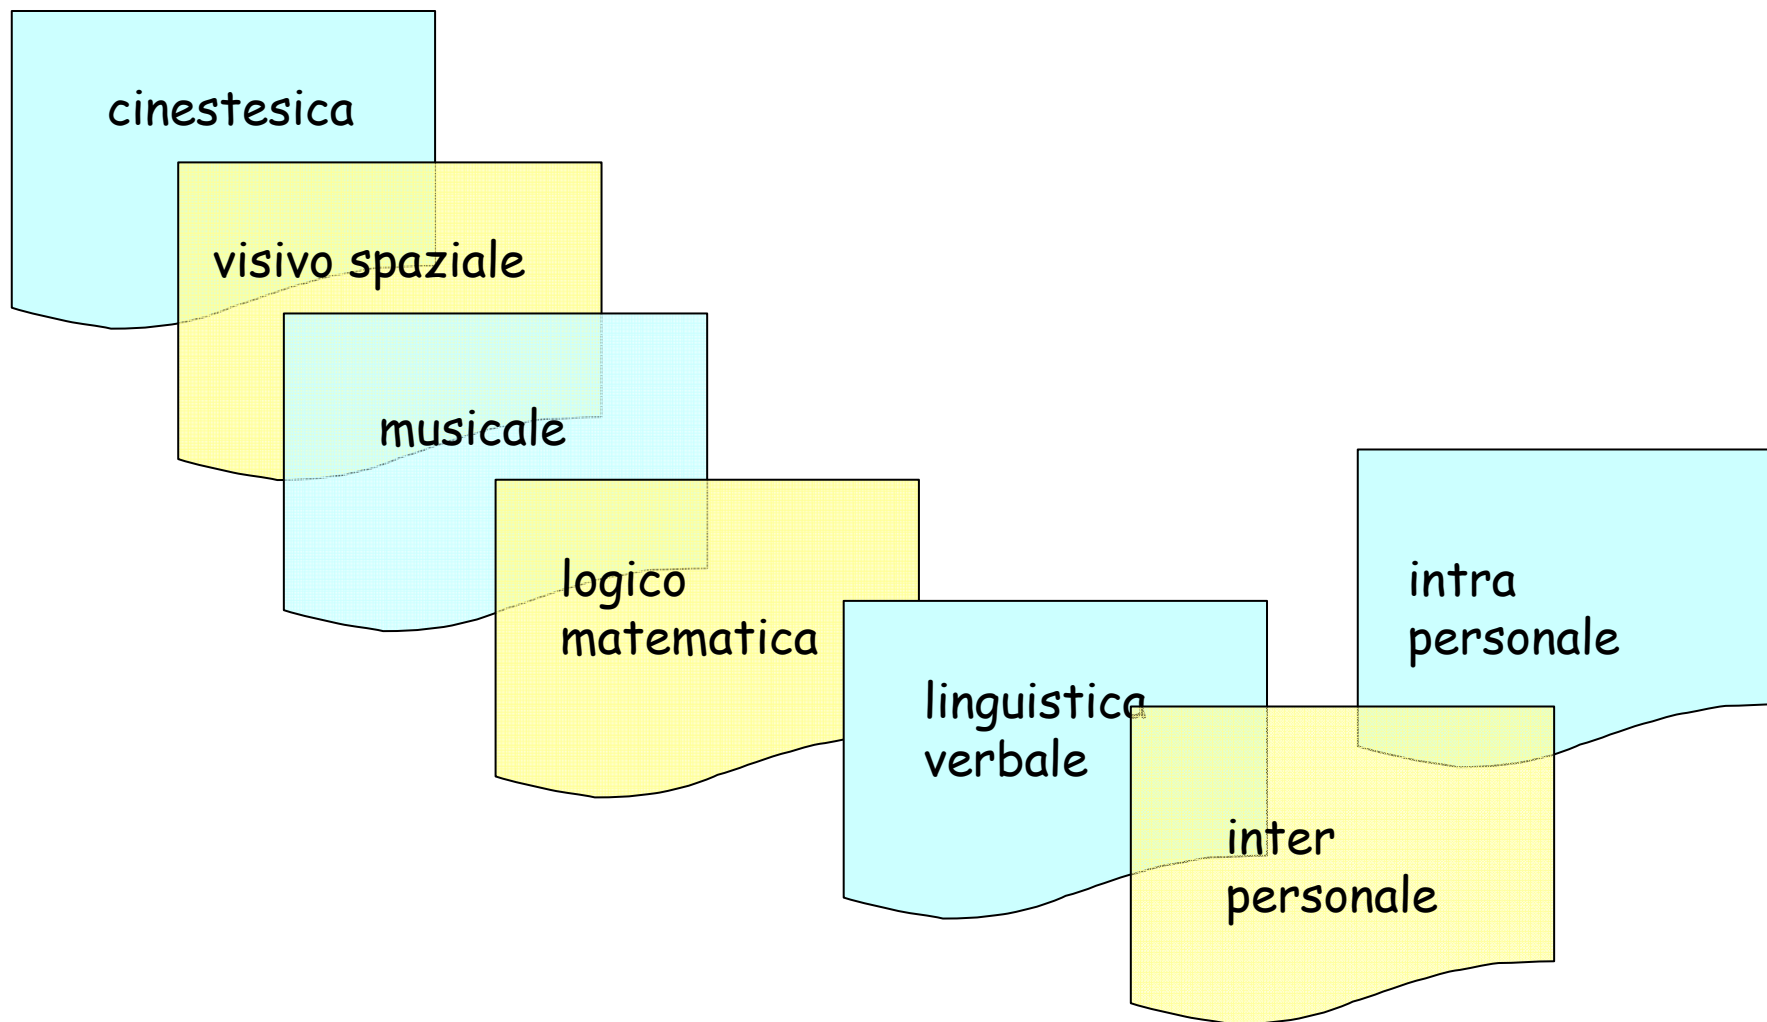 cinestesica
visivo spaziale
musicale
logico
matematica
linguistica
verbale
inter
personale
intra
personale